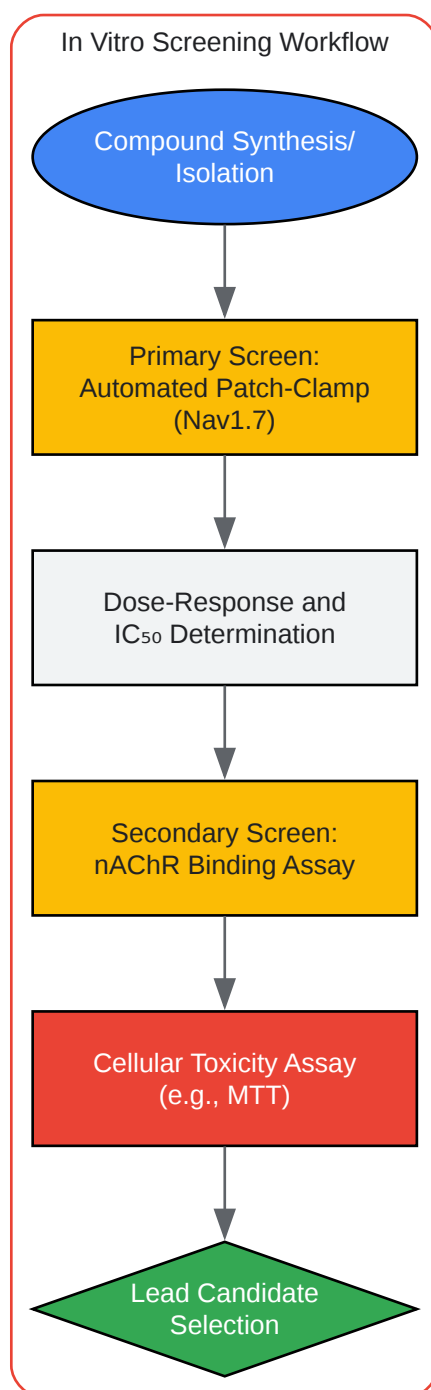 In Vitro Screening Workflow
Compound Synthesis/
Isolation
Primary Screen:
Automated Patch-Clamp
(Nav1.7)
Dose-Response and
IC₅₀ Determination
Secondary Screen:
nAChR Binding Assay
Cellular Toxicity Assay
(e.g., MTT)
Lead Candidate
Selection